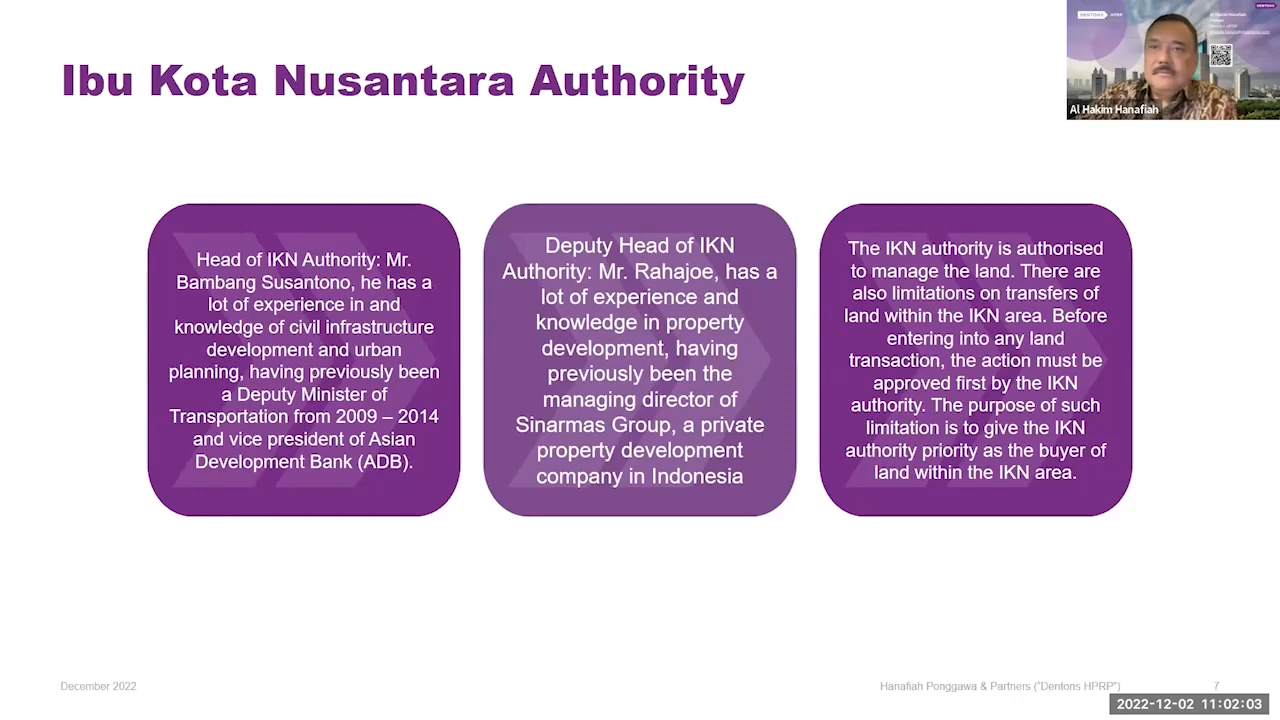 Ibu Kota Nusantara Authority
DENTONS HPRP
DENTONS
Al Hakim Hanafiah
Al Hakim Hanafiah
Head of IKN Authority: Mr.
Bambang Susantono, he has a
lot of experience in and
knowledge of civil infrastructure
development and urban
planning, having previously been
a Deputy Minister of
Transportation from 2009 – 2014
and vice president of Asian
Development Bank (ADB).
Deputy Head of IKN
Authority: Mr. Rahajoe, has a
lot of experience and
knowledge in property
development, having
previously been the
managing director of
Sinarmas Group, a private
property development
company in Indonesia
The IKN authority is authorised
to manage the land. There are
also limitations on transfers of
land within the IKN area. Before
entering into any land
transaction, the action must be
approved first by the IKN
authority. The purpose of such
limitation is to give the IKN
authority priority as the buyer of
land within the IKN area.
December 2022
Hanafiah Ponggawa & Partners ("Dentons HPRP")
7
2022-12-02 11:02:03